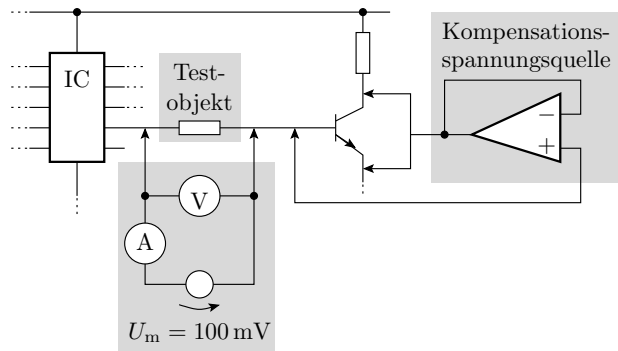 Kompensations-
spannungsquelle
IC
Test-
objekt
−
+
V
A
U_m = 100 mV